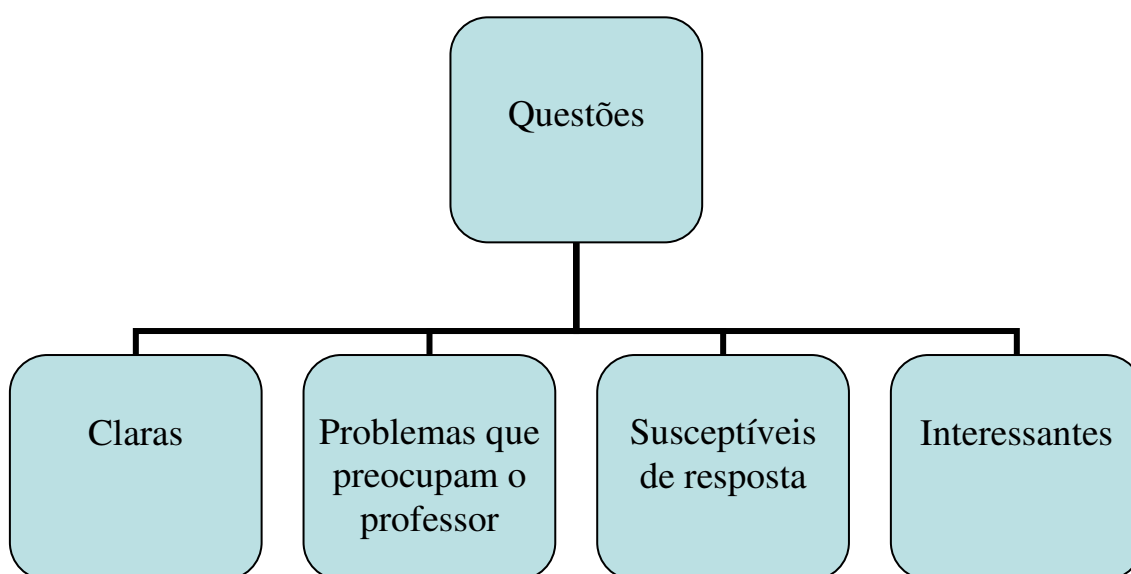 Questões
Claras
Problemas que
preocupam o
professor
Susceptíveis
de resposta
Interessantes